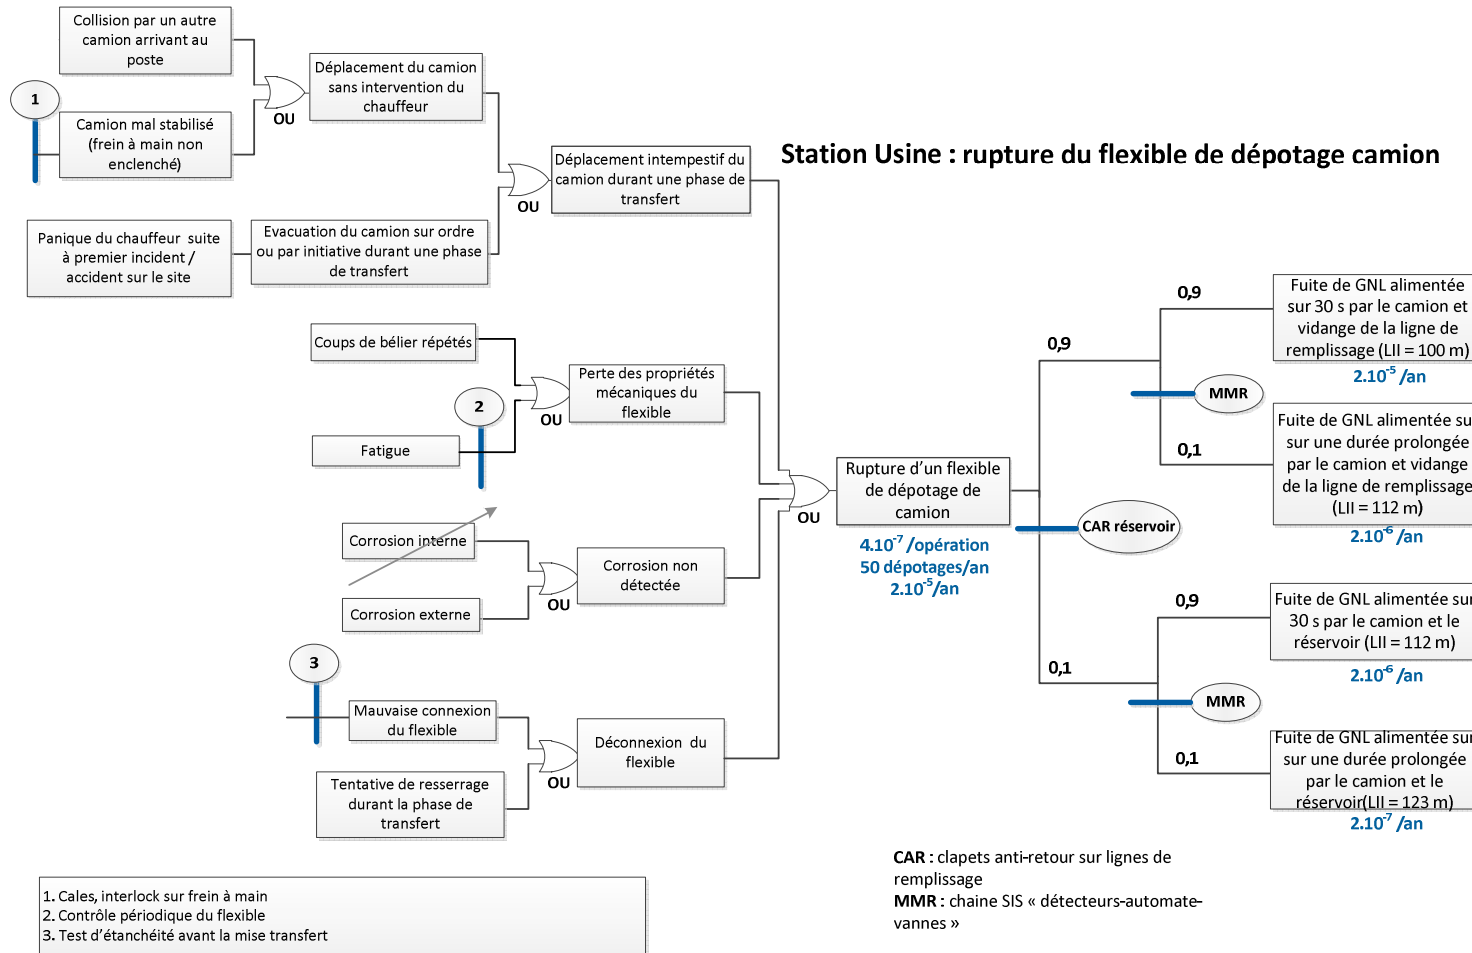 Collision par un autre
camion arrivant au
poste
1
Déplacement du camion
sans intervention du
chauffeur
OU
Camion mal stabilisé
(frein à main non
enclenché)
Station Usine : rupture du flexible de dépotage camion
Déplacement intempestif du
camion durant une phase de
transfert
OU
Panique du chauffeur suite
à premier incident /
accident sur le site
Evacuation du camion sur ordre
ou par initiative durant une phase
de transfert
Coups de bélier répétés
Perte des propriétés
mécaniques du
flexible
OU
2
Fatigue
Corrosion interne
Corrosion non
détectée
OU
Corrosion externe
3
Mauvaise connexion
du flexible
Déconnexion du
flexible
OU
Tentative de resserrage
durant la phase de
transfert
OU
Rupture d’un flexible
de dépotage de
camion
4.10⁻⁷ /opération
50 dépotages/an
2.10⁻⁵/an
0,9
CAR réservoir
0,1
0,9
MMR
0,1
Fuite de GNL alimentée
sur 30 s par le camion et
vidange de la ligne de
remplissage (LII = 100 m)
2.10⁻⁵ /an
Fuite de GNL alimentée su
sur une durée prolongée
par le camion et vidange
de la ligne de remplissage
(LII = 112 m)
2.10⁻⁶ /an
0,9
MMR
0,1
Fuite de GNL alimentée sur
30 s par le camion et le
réservoir (LII = 112 m)
2.10⁻⁶ /an
Fuite de GNL alimentée sur
sur une durée prolongée
par le camion et le
réservoir(LII = 123 m)
2.10⁻⁷ /an
CAR : clapets anti-retour sur lignes de
remplissage
MMR : chaine SIS « détecteurs-automate-
vannes »
1. Cales, interlock sur frein à main
2. Contrôle périodique du flexible
3. Test d’étanchéité avant la mise transfert